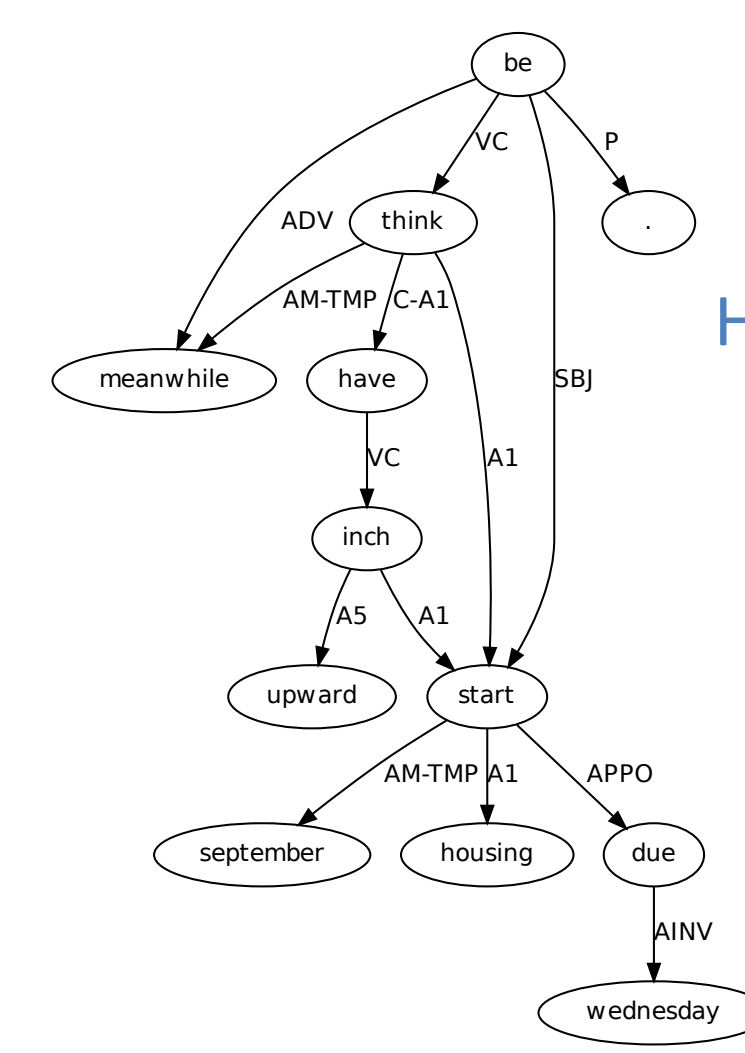 be
VC
P
ADV
think
.
AM-TMP
C-A1
meanwhile
have
SBJ
VC
A1
inch
A5
A1
upward
start
AM-TMP
A1
APPO
september
housing
due
AINV
wednesday